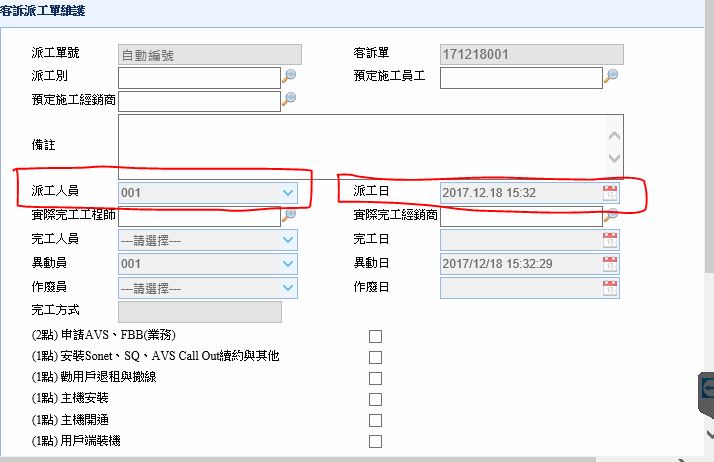 客訴派工單維護
派工單號 自動編號 客訴單 171218001
派工別 預定施工員工
預定施工經銷商
備註
派工人員 001 派工日 2017.12.18 15:32
實際完工工程師 實際完工經銷商
完工人員 ---請選擇--- 完工日
異動員 001 異動日 2017/12/18 15:32:29
作廢員 ---請選擇--- 作廢日
完工方式
(2點) 申請AVS、FBB(業務)
(1點) 安裝Sonet、SQ、AVS Call Out續約與其他
(1點) 勸用戶退租與撤線
(1點) 主機安裝
(1點) 主機開通
(1點) 用戶端裝機